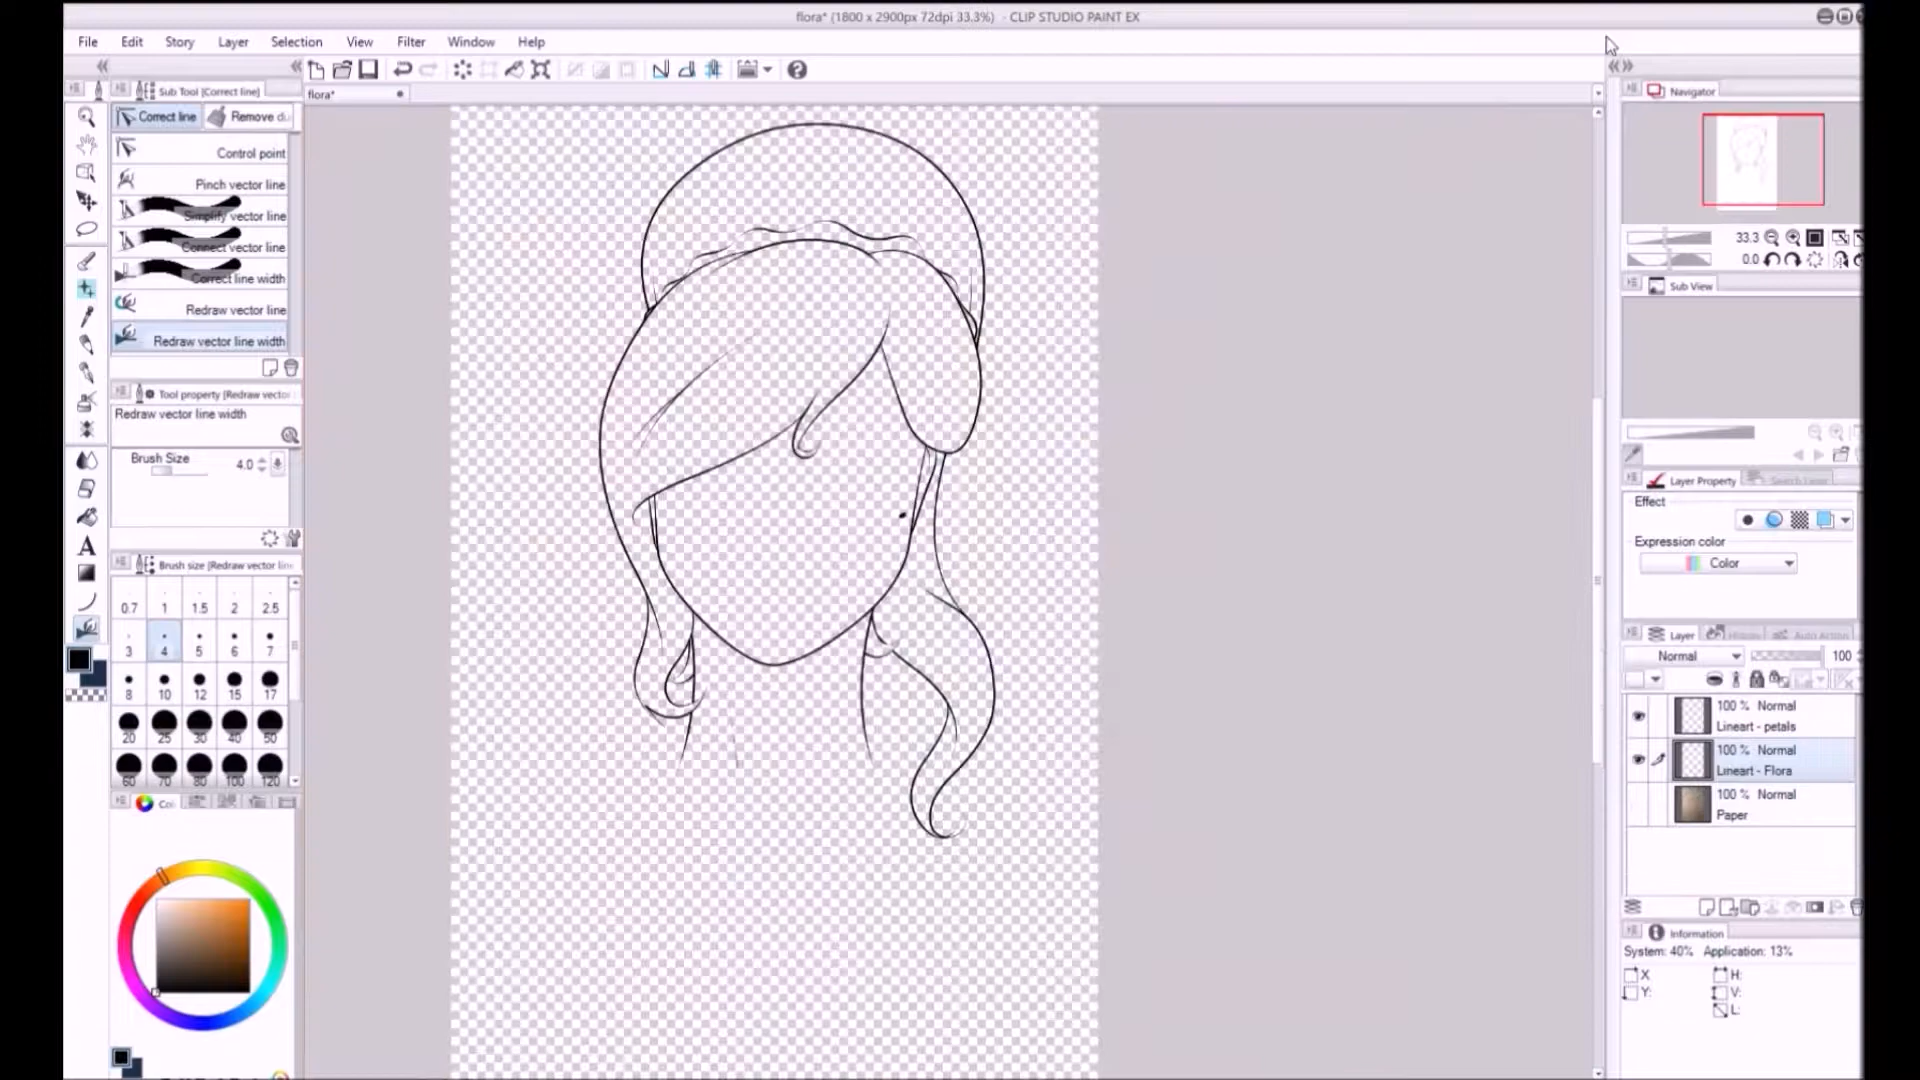 flora* (1800 x 2900px 72dpi 33.3%) - CLIP STUDIO PAINT EX
File Edit Story Layer Selection View Filter Window Help
Sub Tool [Correct line]
flora*
Navigator
Correct line Remove du
Control point
Pinch vector line
Simplify vector line
Connect vector line
Correct line width
Redraw vector line
Redraw vector line width
Tool property [Redraw vector
Redraw vector line width
Brush Size 4.0
Brush size [Redraw vector line
0.7 1 1.5 2 2.5
3 4 5 6 7
8 10 12 15 17
20 25 30 40 50
60 70 80 100 120
Col
33.3
0.0
Sub View
Layer Property Search Layer
Effect
Expression color
Color
Layer History Auto Action
Normal 100
100 % Normal
Lineart - petals
100 % Normal
Lineart - Flora
100 % Normal
Paper
Information
System: 40% Application: 13%
X H:
Y: V:
L: